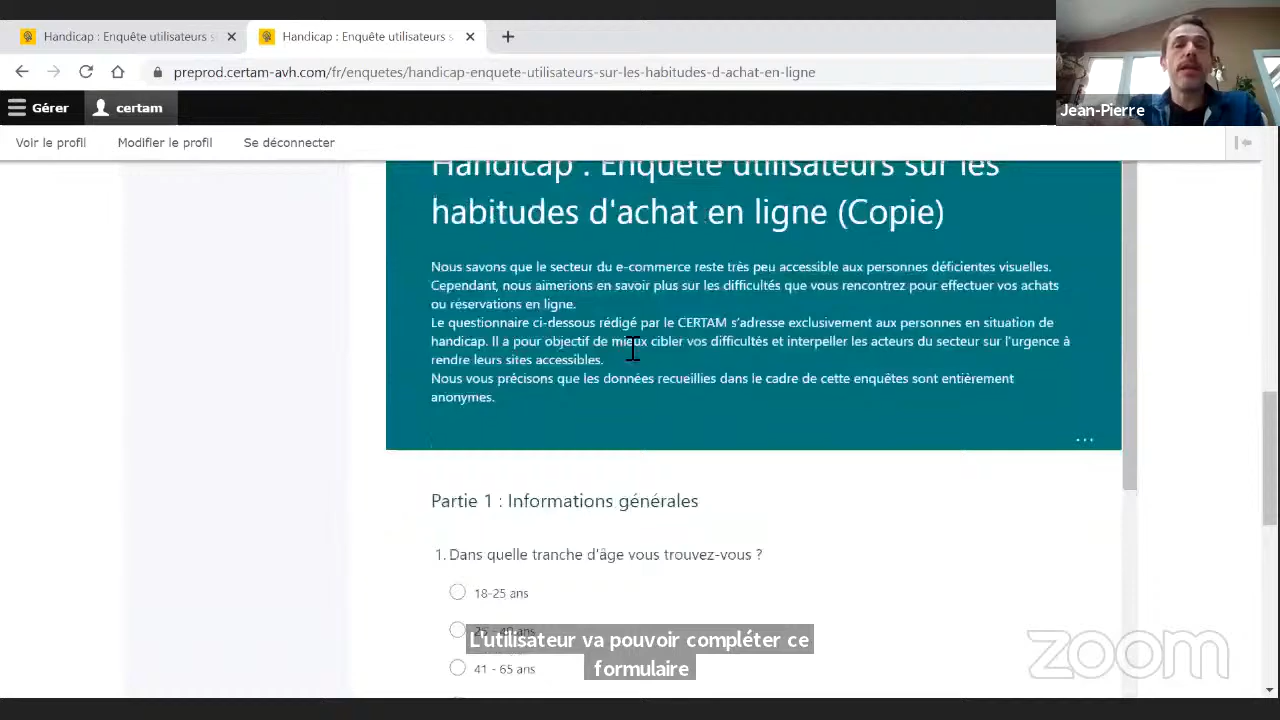 Handicap : Enquête utilisateurs s
Handicap : Enquête utilisateurs s
preprod.certam-avh.com/fr/enquetes/handicap-enquete-utilisateurs-sur-les-habitudes-d-achat-en-ligne
Jean-Pierre
Gérer
certam
Voir le profil
Modifier le profil
Se déconnecter
Handicap : Enquête utilisateurs sur les
habitudes d'achat en ligne (Copie)
Nous savons que le secteur du e-commerce reste très peu accessible aux personnes déficientes visuelles.
Cependant, nous aimerions en savoir plus sur les difficultés que vous rencontrez pour effectuer vos achats
ou réservations en ligne.
Le questionnaire ci-dessous rédigé par le CERTAM s'adresse exclusivement aux personnes en situation de
handicap. Il a pour objectif de mieux cibler vos difficultés et interpeller les acteurs du secteur sur l'urgence à
rendre leurs sites accessibles.
Nous vous précisons que les données recueillies dans le cadre de cette enquêtes sont entièrement
anonymes.
Partie 1 : Informations générales
1. Dans quelle tranche d'âge vous trouvez-vous ?
18-25 ans
41 - 65 ans
L'utilisateur va pouvoir compléter ce
formulaire
zoom